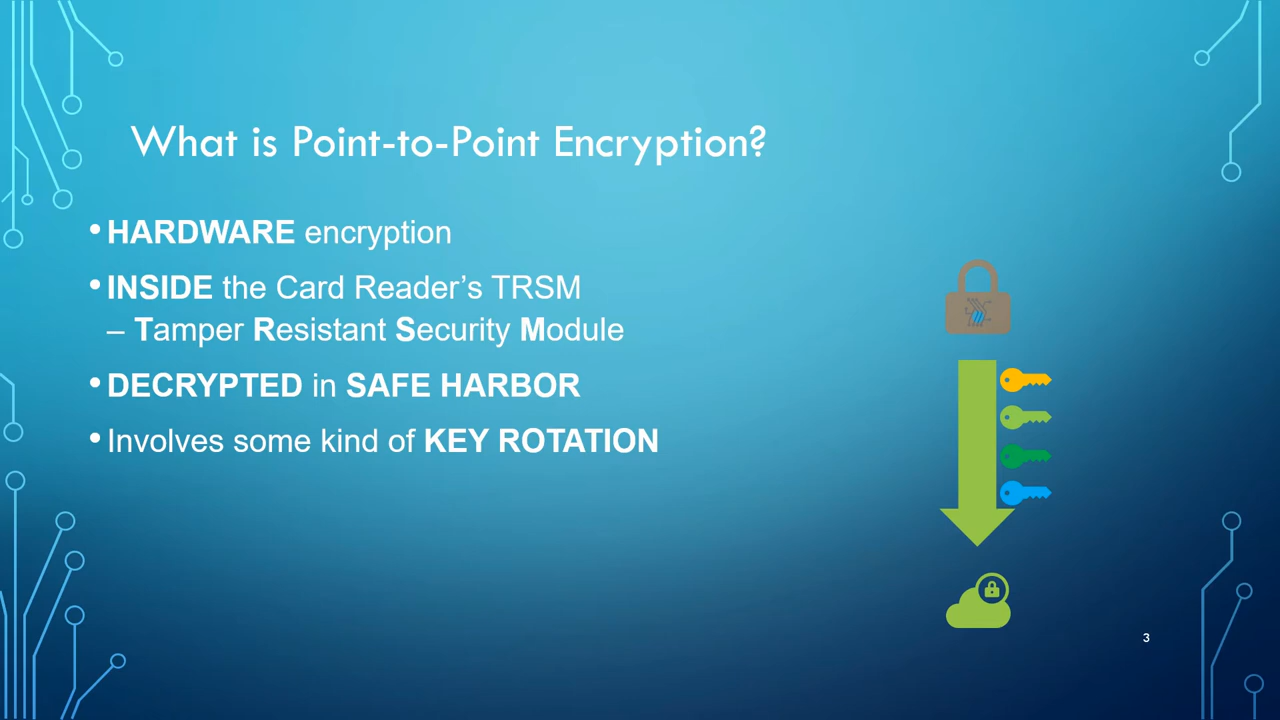 What is Point-to-Point Encryption?
•HARDWARE encryption
•INSIDE the Card Reader's TRSM
– Tamper Resistant Security Module
•DECRYPTED in SAFE HARBOR
•Involves some kind of KEY ROTATION
3